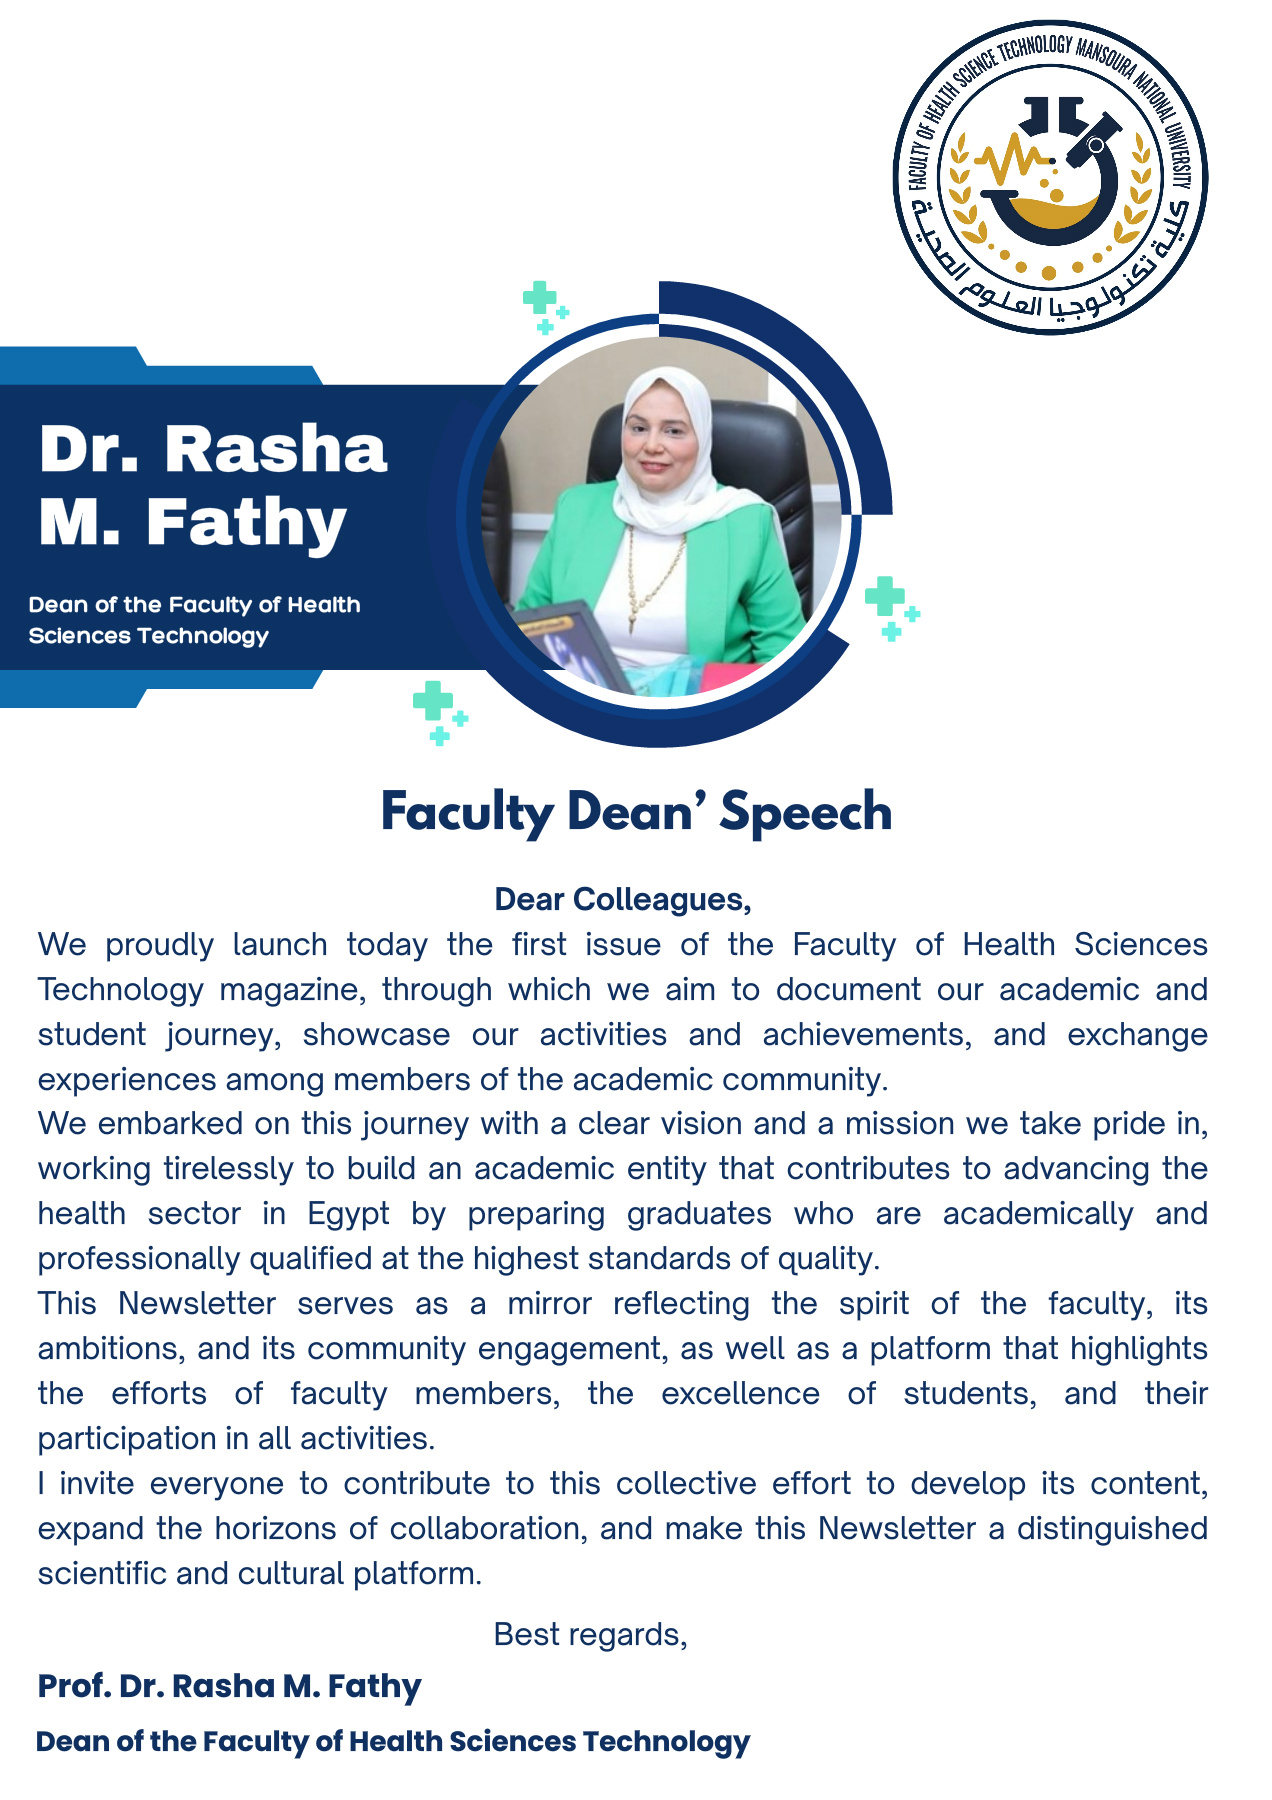 FACULTY OF HEALTH SCIENCE TECHNOLOGY MANSOURA NATIONAL UNIVERSITY
كلية تكنولوجيا العلوم الصحية
Dr. Rasha
M. Fathy
Dean of the Faculty of Health
Sciences Technology
Faculty Dean’ Speech
Dear Colleagues,
We proudly launch today the first issue of the Faculty of Health Sciences
Technology magazine, through which we aim to document our academic and
student journey, showcase our activities and achievements, and exchange
experiences among members of the academic community.
We embarked on this journey with a clear vision and a mission we take pride in,
working tirelessly to build an academic entity that contributes to advancing the
health sector in Egypt by preparing graduates who are academically and
professionally qualified at the highest standards of quality.
This Newsletter serves as a mirror reflecting the spirit of the faculty, its
ambitions, and its community engagement, as well as a platform that highlights
the efforts of faculty members, the excellence of students, and their
participation in all activities.
I invite everyone to contribute to this collective effort to develop its content,
expand the horizons of collaboration, and make this Newsletter a distinguished
scientific and cultural platform.
Best regards,
Prof. Dr. Rasha M. Fathy
Dean of the Faculty of Health Sciences Technology